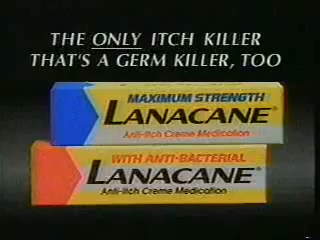 THE ONLY ITCH KILLER
THAT'S A GERM KILLER, TOO
MAXIMUM STRENGTH
LANACANE®
Anti-Itch Creme Medication
WITH ANTI-BACTERIAL
LANACANE®
Anti-Itch Creme Medication